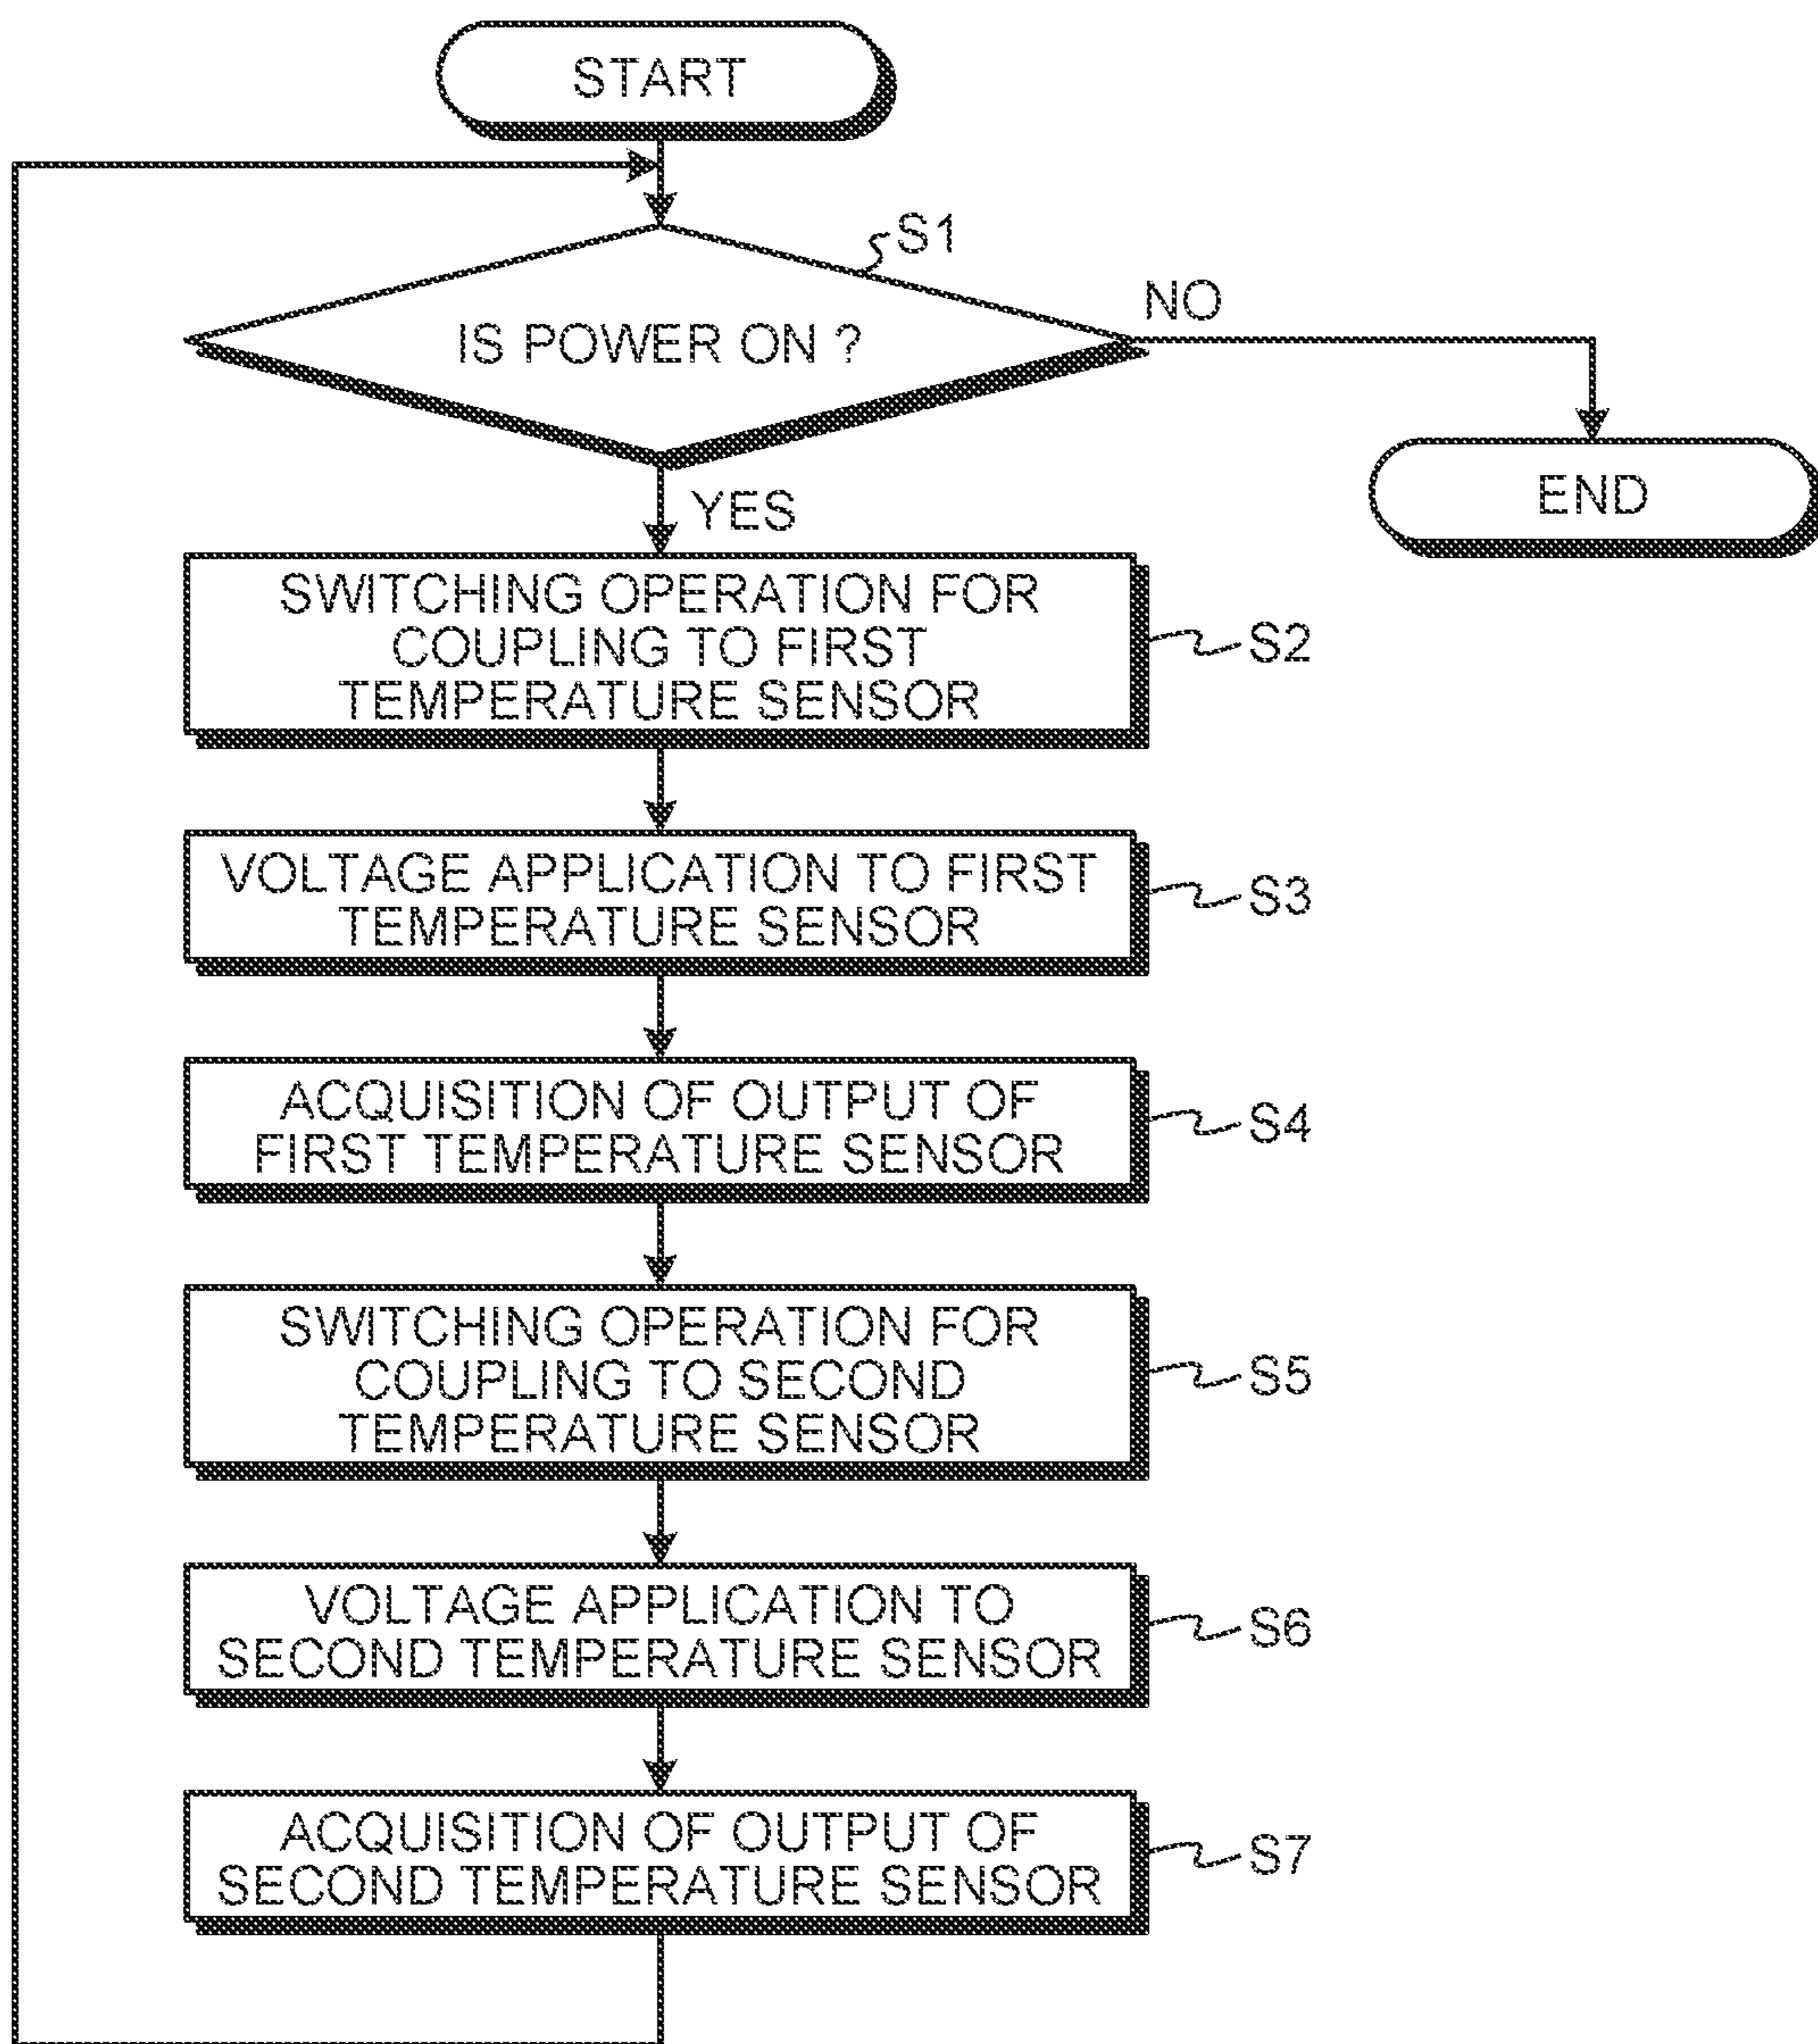 START
S1
IS POWER ON ?
NO
END
YES
SWITCHING OPERATION FOR
COUPLING TO FIRST
TEMPERATURE SENSOR
S2
VOLTAGE APPLICATION TO FIRST
TEMPERATURE SENSOR
S3
ACQUISITION OF OUTPUT OF
FIRST TEMPERATURE SENSOR
S4
SWITCHING OPERATION FOR
COUPLING TO SECOND
TEMPERATURE SENSOR
S5
VOLTAGE APPLICATION TO
SECOND TEMPERATURE SENSOR
S6
ACQUISITION OF OUTPUT OF
SECOND TEMPERATURE SENSOR
S7